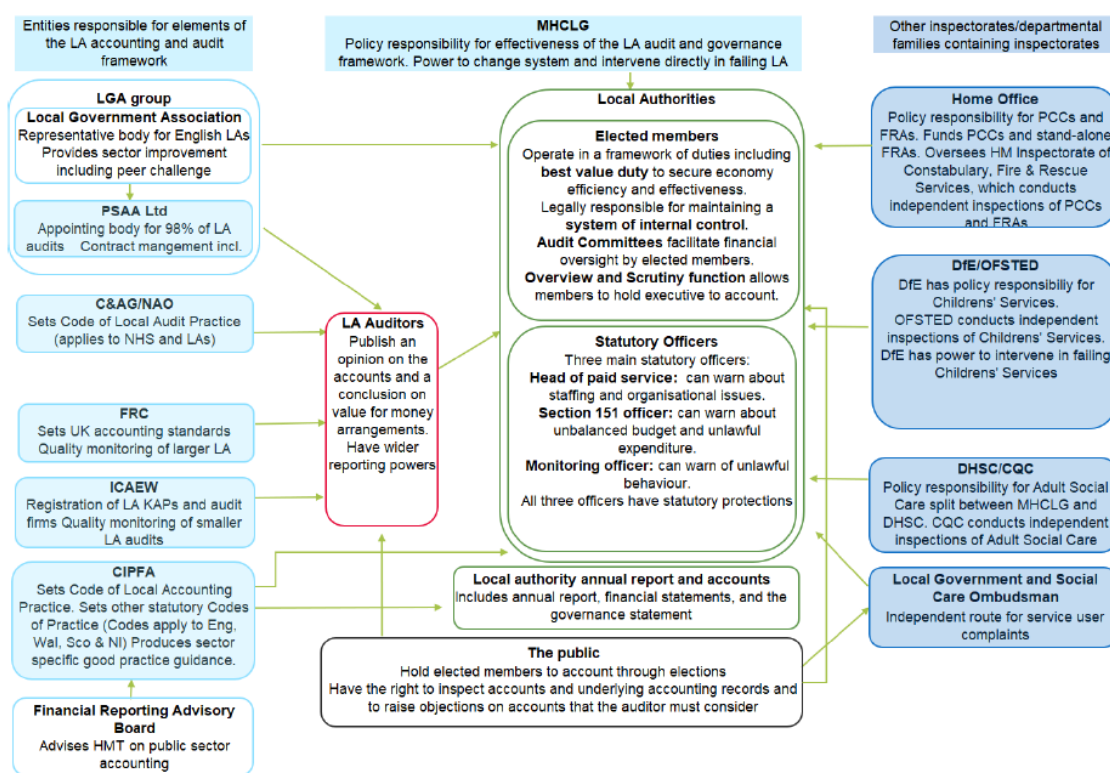 Entities responsible for elements of
the LA accounting and audit
framework
MHCLG
Policy responsibility for effectiveness of the LA audit and governance
framework. Power to change system and intervene directly in failing LA
Other inspectorates/departmental
families containing inspectorates
LGA group
Local Government Association
Representative body for English LAs
Provides sector improvement
including peer challenge
PSAA Ltd
Appointing body for 98% of LA
audits Contract mangement incl.
C&AG/NAO
Sets Code of Local Audit Practice
(applies to NHS and LAs)
FRC
Sets UK accounting standards
Quality monitoring of larger LA
ICAEW
Registration of LA KAPs and audit
firms Quality monitoring of smaller
LA audits
CIPFA
Sets Code of Local Accounting
Practice. Sets other statutory Codes
of Practice (Codes apply to Eng,
Wal, Sco & NI) Produces sector
specific good practice guidance.
Financial Reporting Advisory
Board
Advises HMT on public sector
accounting
LA Auditors
Publish an
opinion on the
accounts and a
conclusion on
value for money
arrangements.
Have wider
reporting powers
Local Authorities
Elected members
Operate in a framework of duties including
best value duty to secure economy
efficiency and effectiveness.
Legally responsible for maintaining a
system of internal control.
Audit Committees facilitate financial
oversight by elected members.
Overview and Scrutiny function allows
members to hold executive to account.
Statutory Officers
Three main statutory officers:
Head of paid service: can warn about
staffing and organisational issues.
Section 151 officer: can warn about
unbalanced budget and unlawful
expenditure.
Monitoring officer: can warn of unlawful
behaviour.
All three officers have statutory protections
Local authority annual report and accounts
Includes annual report, financial statements, and the
governance statement
The public
Hold elected members to account through elections
Have the right to inspect accounts and underlying accounting records and
to raise objections on accounts that the auditor must consider
Home Office
Policy responsibility for PCCs and
FRAs. Funds PCCs and stand-alone
FRAs. Oversees HM Inspectorate of
Constabulary, Fire & Rescue
Services, which conducts
independent inspections of PCCs
and FRAs
DfE/OFSTED
DfE has policy responsibiliy for
Childrens' Services.
OFSTED conducts independent
inspections of Childrens' Services.
DfE has power to intervene in failing
Childrens' Services
DHSC/CQC
Policy responsibility for Adult Social
Care split between MHCLG and
DHSC. CQC conducts independent
inspections of Adult Social Care
Local Government and Social
Care Ombudsman
Independent route for service user
complaints